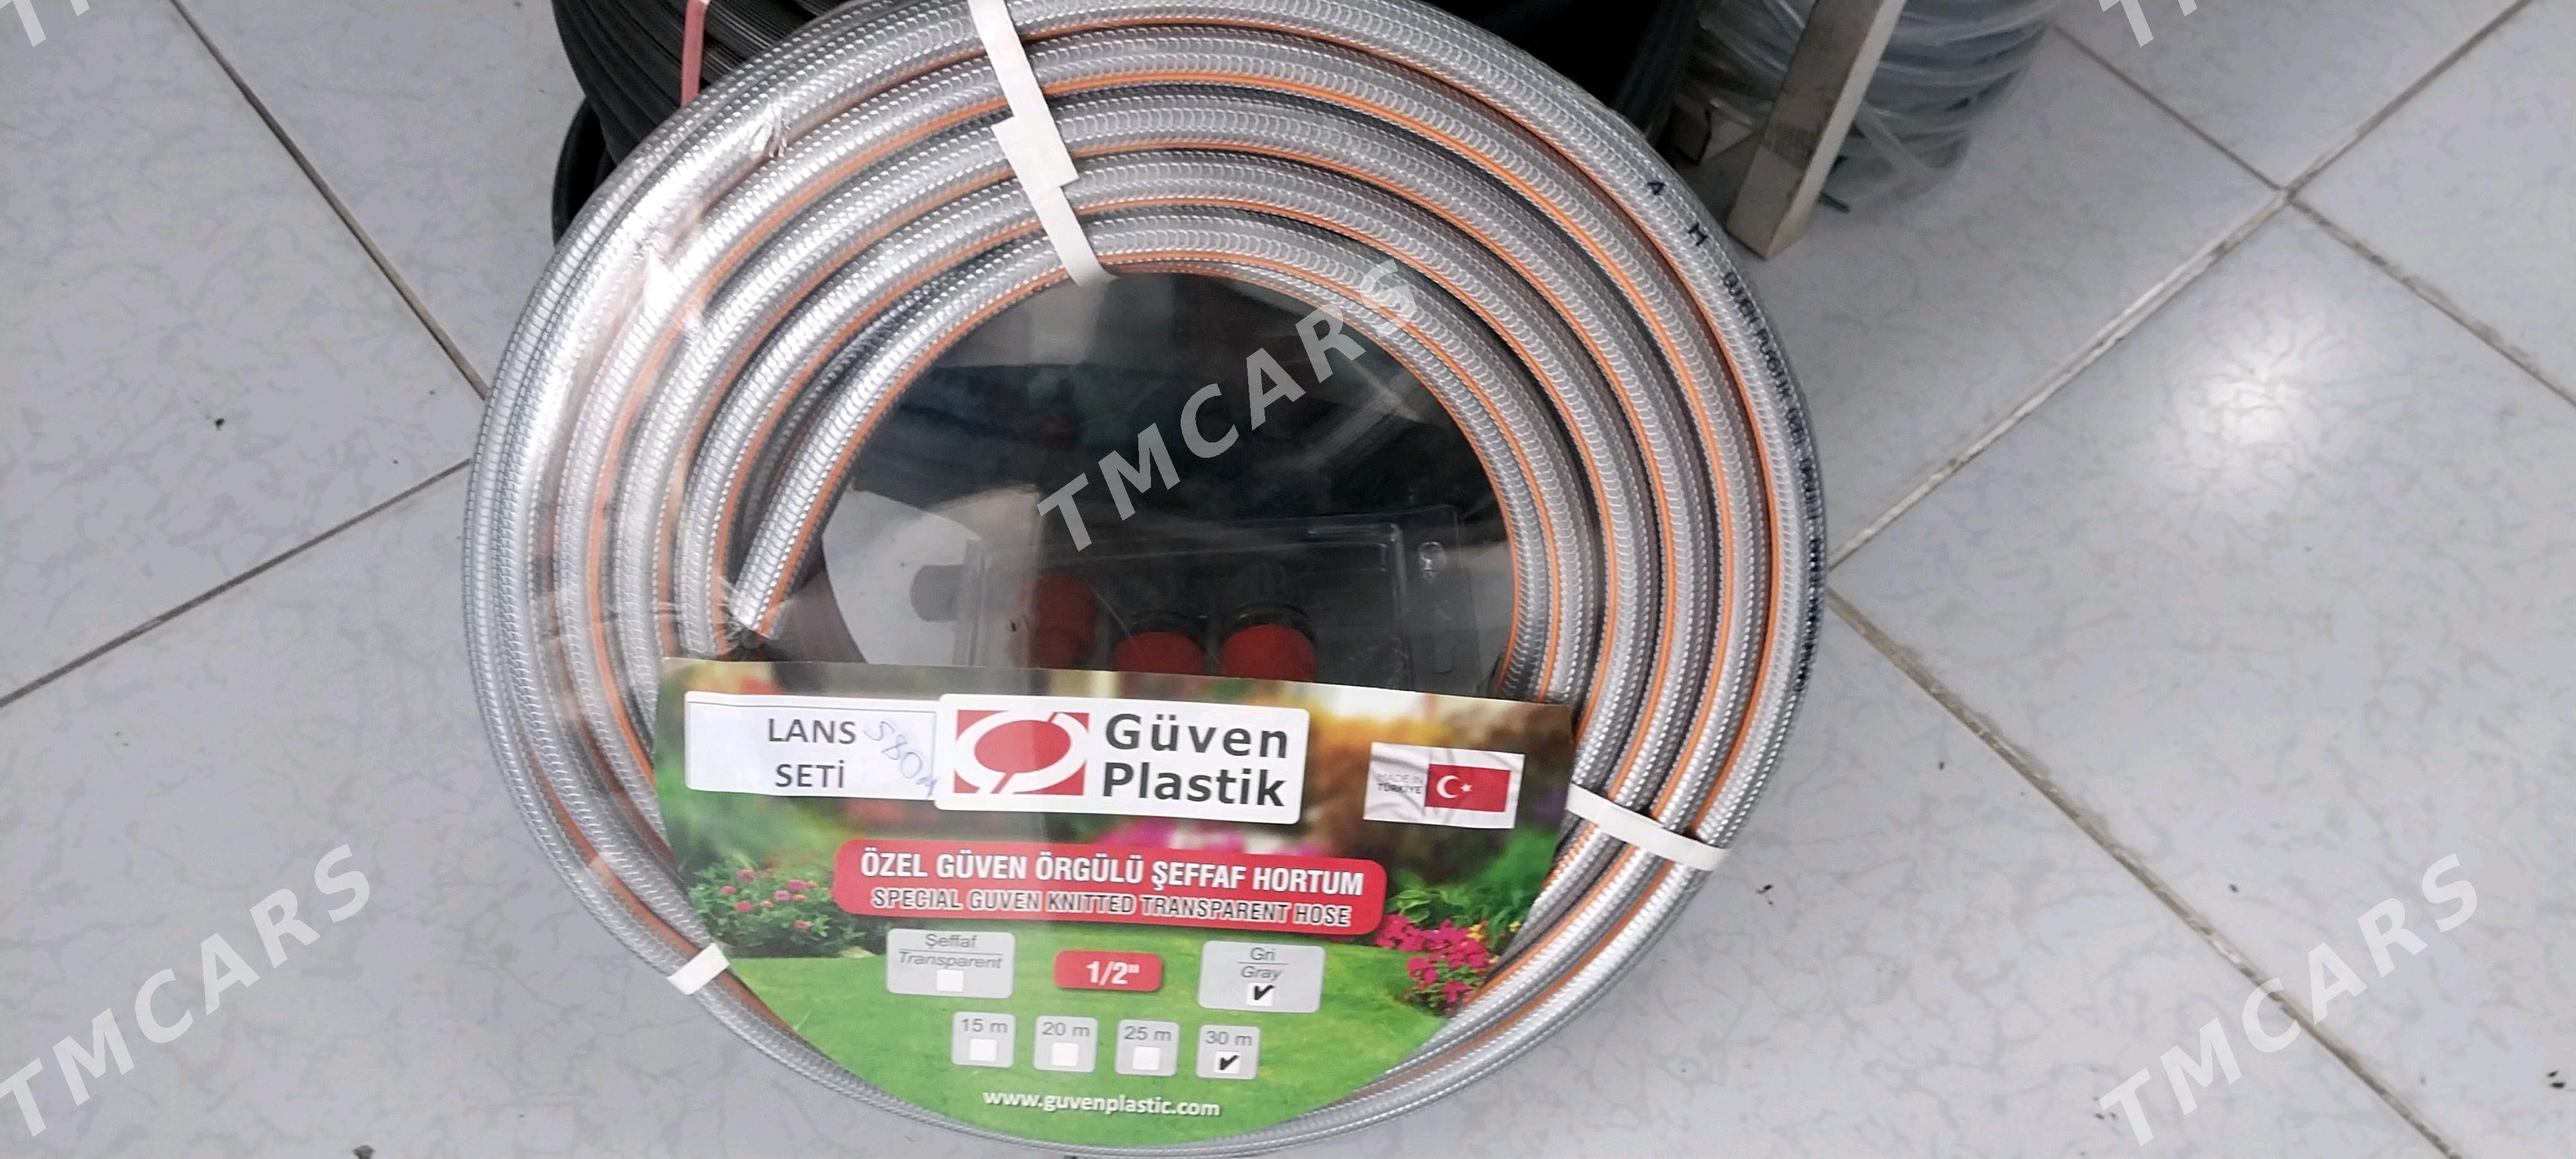 TMCARS
LANS
SETİ
580м
Güven
Plastik
MADE IN
TÜRKİYE
ÖZEL GÜVEN ÖRGÜLÜ ŞEFFAF HORTUM
SPECIAL GUVEN KNITTED TRANSPARENT HOSE
Şeffaf
Transparent
1/2"
Gri
Gray
15 m
20 m
25 m
30 m
www.guvenplastic.com
TMCARS
TMCARS